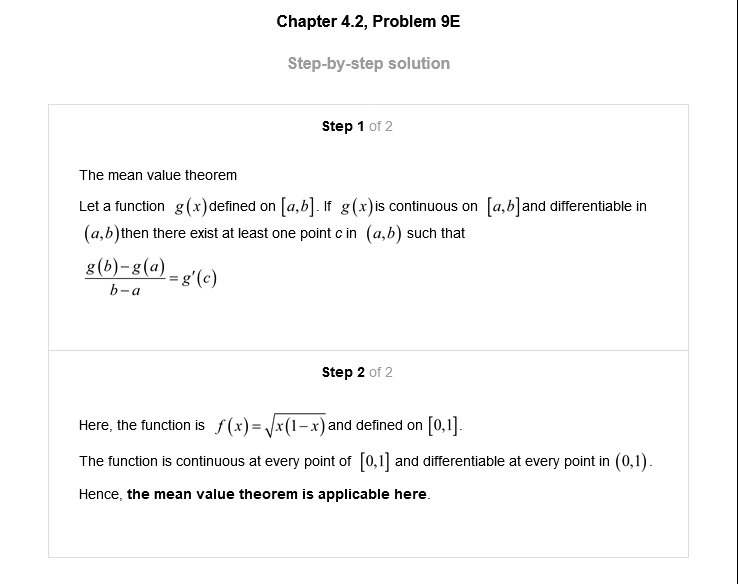 Chapter 4.2, Problem 9E
Step-by-step solution
Step 1 of 2
The mean value theorem
Let a function g(x) defined on [a,b]. If g(x) is continuous on [a,b] and differentiable in
(a,b) then there exist at least one point c in (a,b) such that
g(b)−g(a)
b−a
= g′(c)
Step 2 of 2
Here, the function is f(x)=√x(1−x) and defined on [0,1].
The function is continuous at every point of [0,1] and differentiable at every point in (0,1).
Hence, the mean value theorem is applicable here.